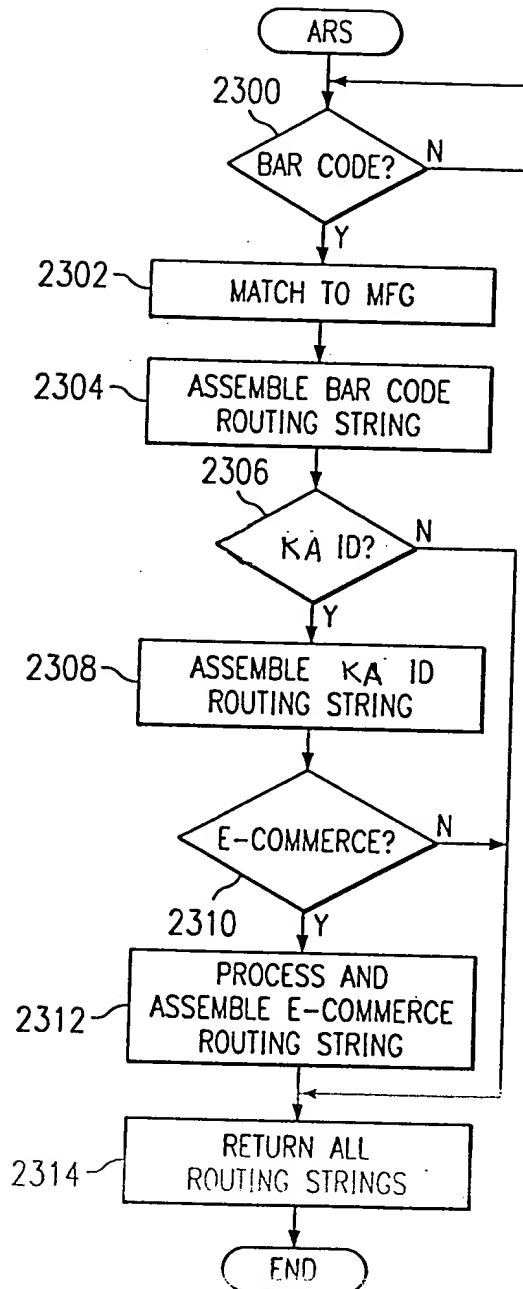 ARS
2300
BAR CODE?
N
Y
2302
MATCH TO MFG
2304
ASSEMBLE BAR CODE
ROUTING STRING
2306
KA ID?
N
Y
2308
ASSEMBLE KA ID
ROUTING STRING
E-COMMERCE?
N
2310
Y
2312
PROCESS AND
ASSEMBLE E-COMMERCE
ROUTING STRING
2314
RETURN ALL
ROUTING STRINGS
END